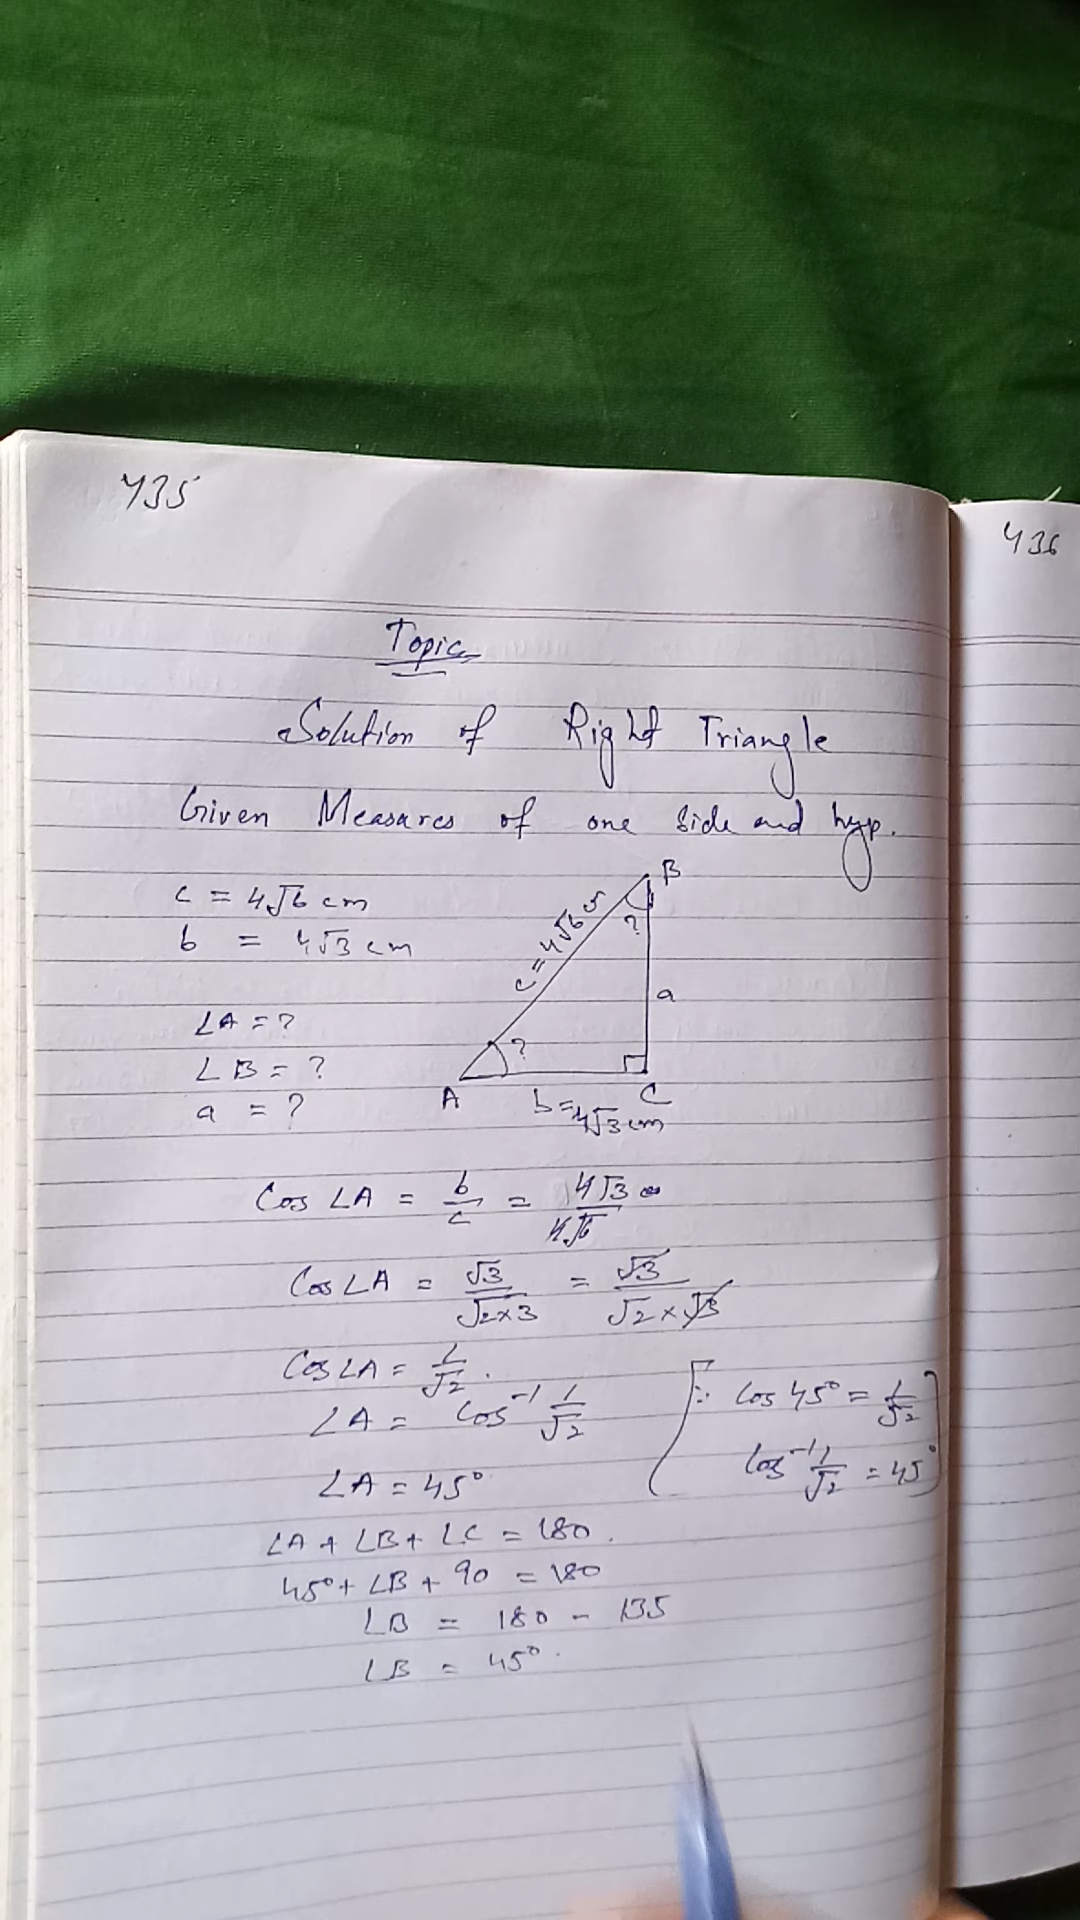 435
436
Topic
Solution of Right Triangle
Given Measures of one side and hyp.
c = 4√6 cm
b = 4√3 cm
∠A = ?
∠B = ?
a = ?
B
c = 4√6 cm
?
a
?
A
C
b = 4√3 cm
Cos ∠A = b/c = 4√3/4√6
Cos ∠A = √3/√2×3 = √3/√2×√3
Cos ∠A = 1/√2.
∠A = Cos⁻¹ 1/√2
[∵ Cos 45° = 1/√2
Cos⁻¹ 1/√2 = 45°]
∠A = 45°
∠A + ∠B + ∠C = 180.
45° + ∠B + 90 = 180
∠B = 180 - 135
∠B = 45°.